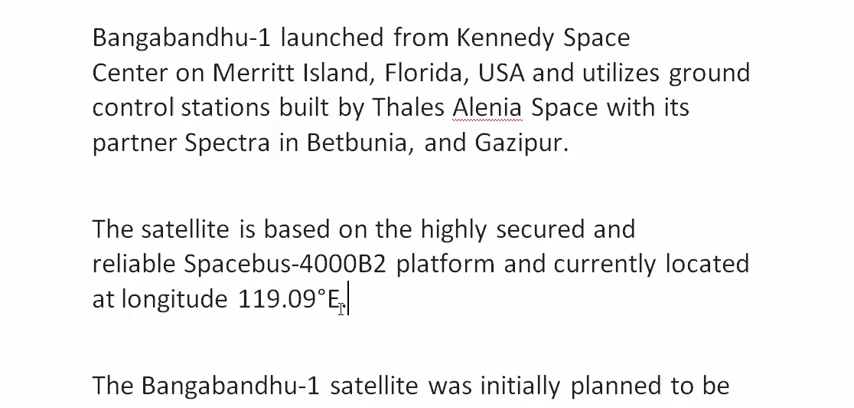 Bangabandhu-1 launched from Kennedy Space
Center on Merritt Island, Florida, USA and utilizes ground
control stations built by Thales Alenia Space with its
partner Spectra in Betbunia, and Gazipur.
The satellite is based on the highly secured and
reliable Spacebus-4000B2 platform and currently located
at longitude 119.09°E.
The Bangabandhu-1 satellite was initially planned to be